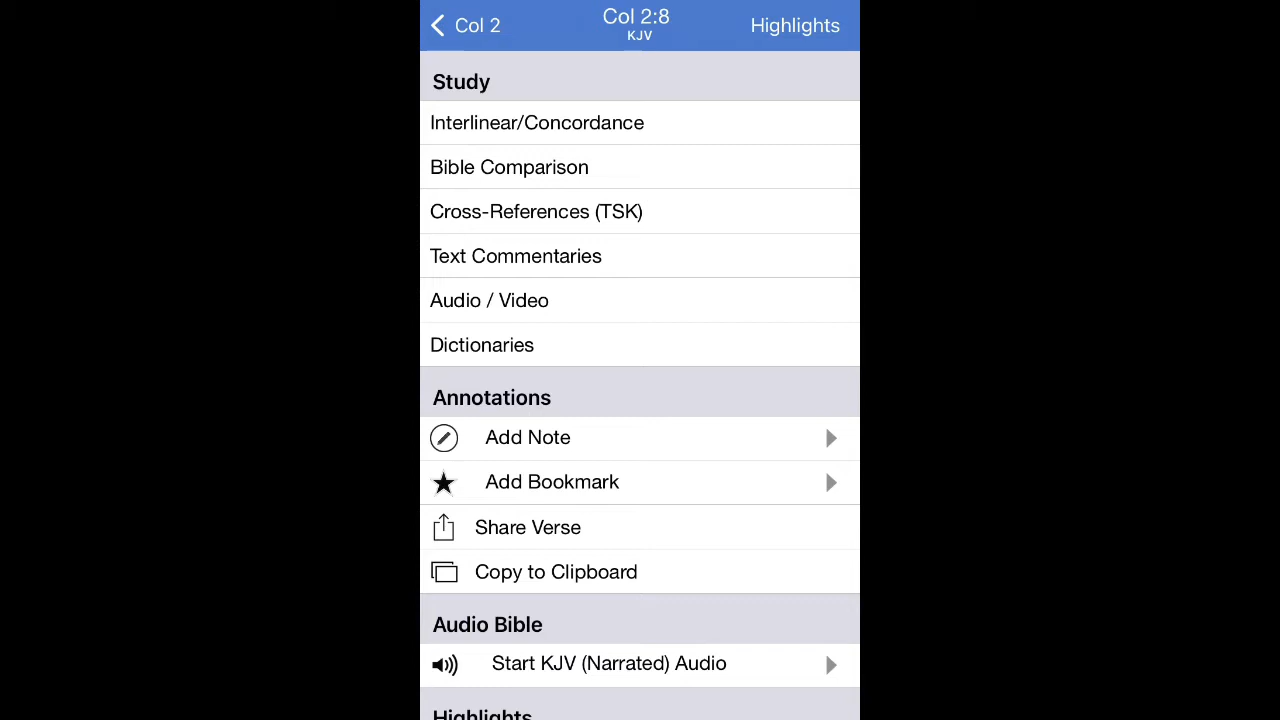 Col 2
Col 2:8
KJV
Highlights
Study
Interlinear/Concordance
Bible Comparison
Cross-References (TSK)
Text Commentaries
Audio / Video
Dictionaries
Annotations
Add Note
Add Bookmark
Share Verse
Copy to Clipboard
Audio Bible
Start KJV (Narrated) Audio
Highlights